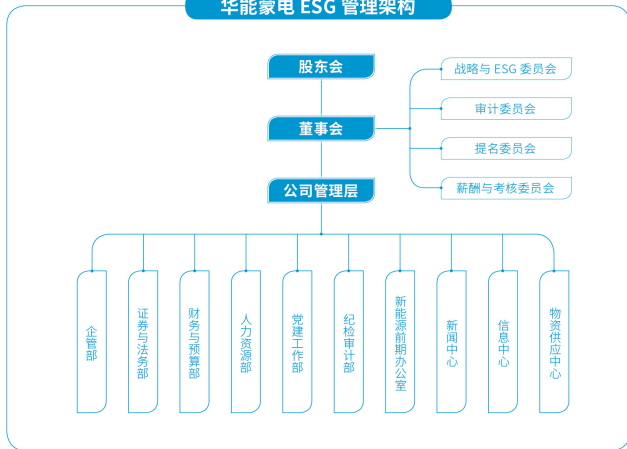 华能蒙电 ESG 管理架构
股东会
董事会
公司管理层
战略与 ESG 委员会
审计委员会
提名委员会
薪酬与考核委员会
企管部
证券与法务部
财务与预算部
人力资源部
党建工作部
纪检审计部
新能源前期办公室
新闻中心
信息中心
物资供应中心